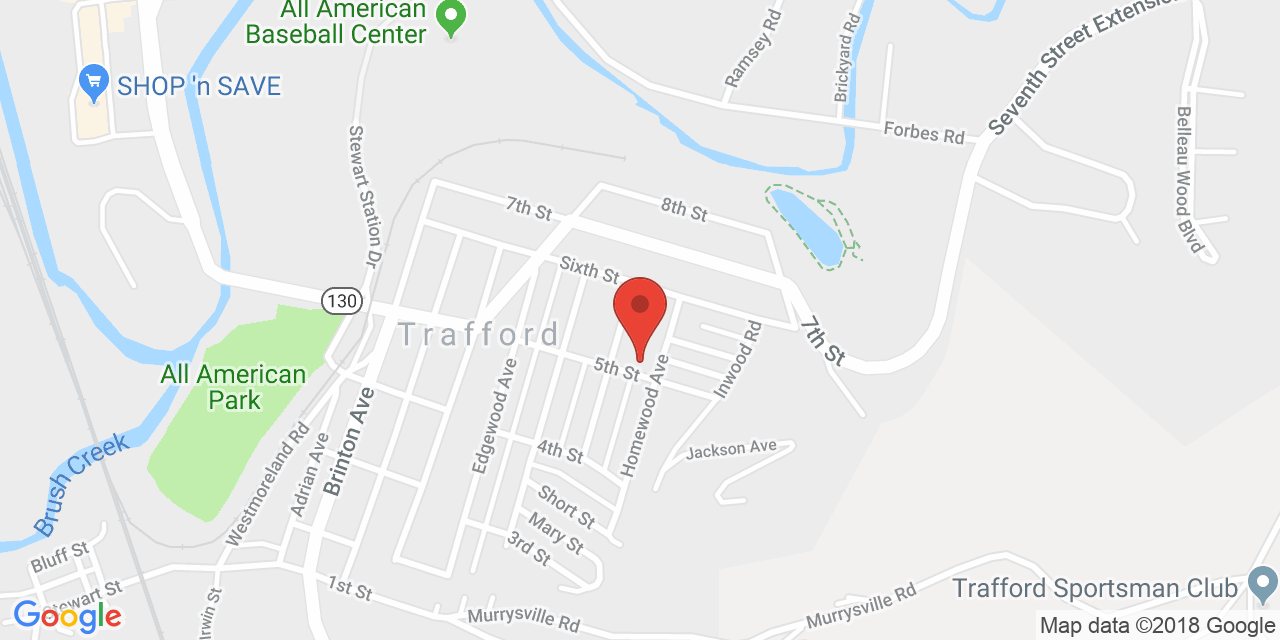 All American
Baseball Center
SHOP 'n SAVE
Ramsey Rd
Brickyard Rd
Seventh Street Extension
Forbes Rd
Belleau Wood Blvd
Stewart Station Dr
7th St
8th St
Sixth St
130
Trafford
7th St
Inwood Rd
5th St
Homewood Ave
All American
Park
Edgewood Ave
Brinton Ave
Westmoreland Rd
Adrian Ave
Brush Creek
4th St
Jackson Ave
Short St
Mary St
3rd St
Bluff St
Stewart St
1st St
Irwin St
Murrysville Rd
Murrysville Rd
Trafford Sportsman Club
Google
Map data ©2018 Google